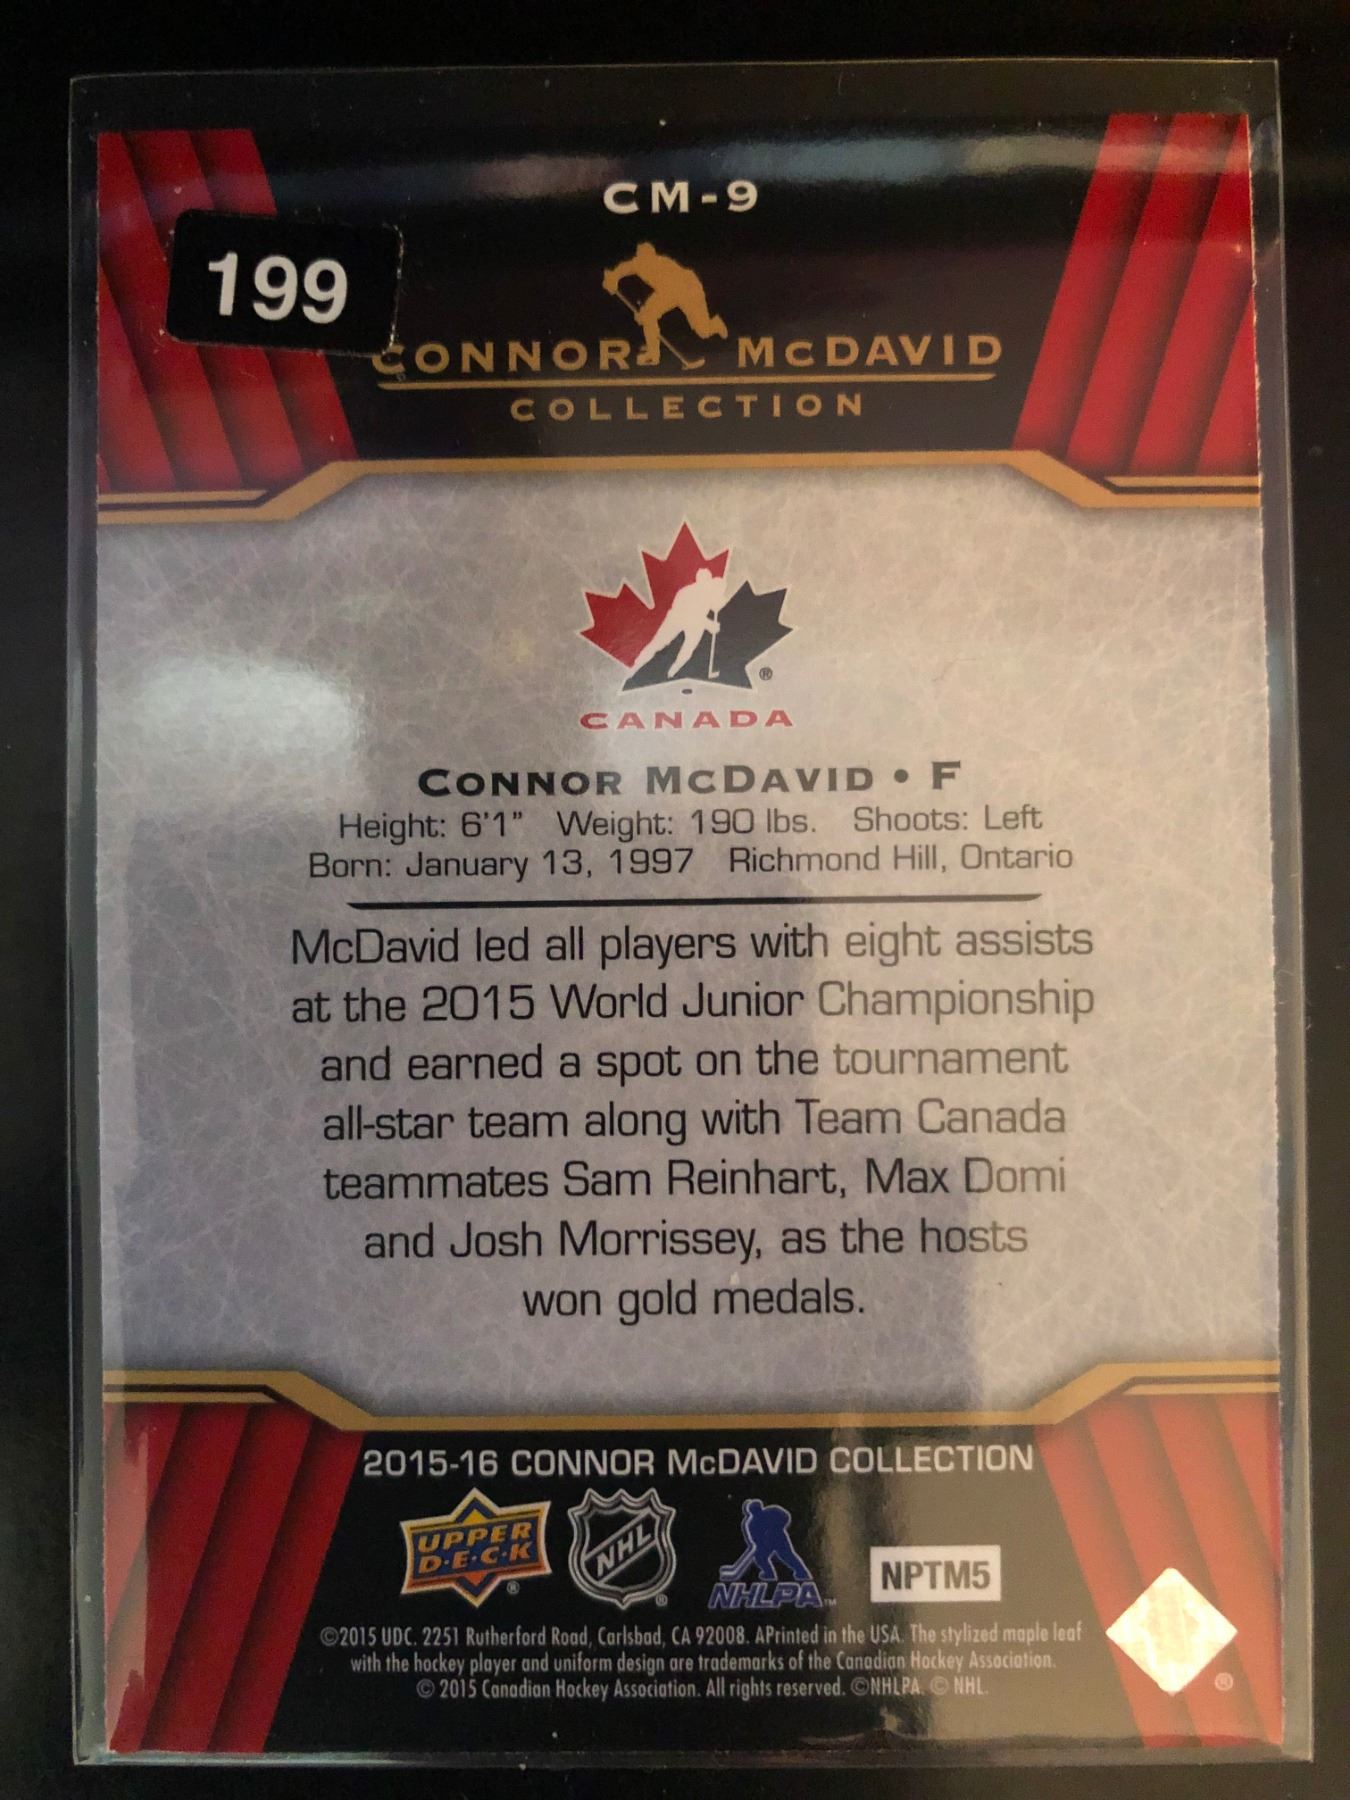 CM-9
199
CONNOR McDAVID
COLLECTION
®
CANADA
CONNOR McDAVID • F
Height: 6'1" Weight: 190 lbs. Shoots: Left
Born: January 13, 1997 Richmond Hill, Ontario
McDavid led all players with eight assists
at the 2015 World Junior Championship
and earned a spot on the tournament
all-star team along with Team Canada
teammates Sam Reinhart, Max Domi
and Josh Morrissey, as the hosts
won gold medals.
2015-16 CONNOR McDAVID COLLECTION
UPPER
D·E·C·K
®
NHL
®
NHLPA™
NPTM5
©2015 UDC. 2251 Rutherford Road, Carlsbad, CA 92008. APrinted in the USA. The stylized maple leaf
with the hockey player and uniform design are trademarks of the Canadian Hockey Association.
© 2015 Canadian Hockey Association. All rights reserved. ©NHLPA. © NHL.
®